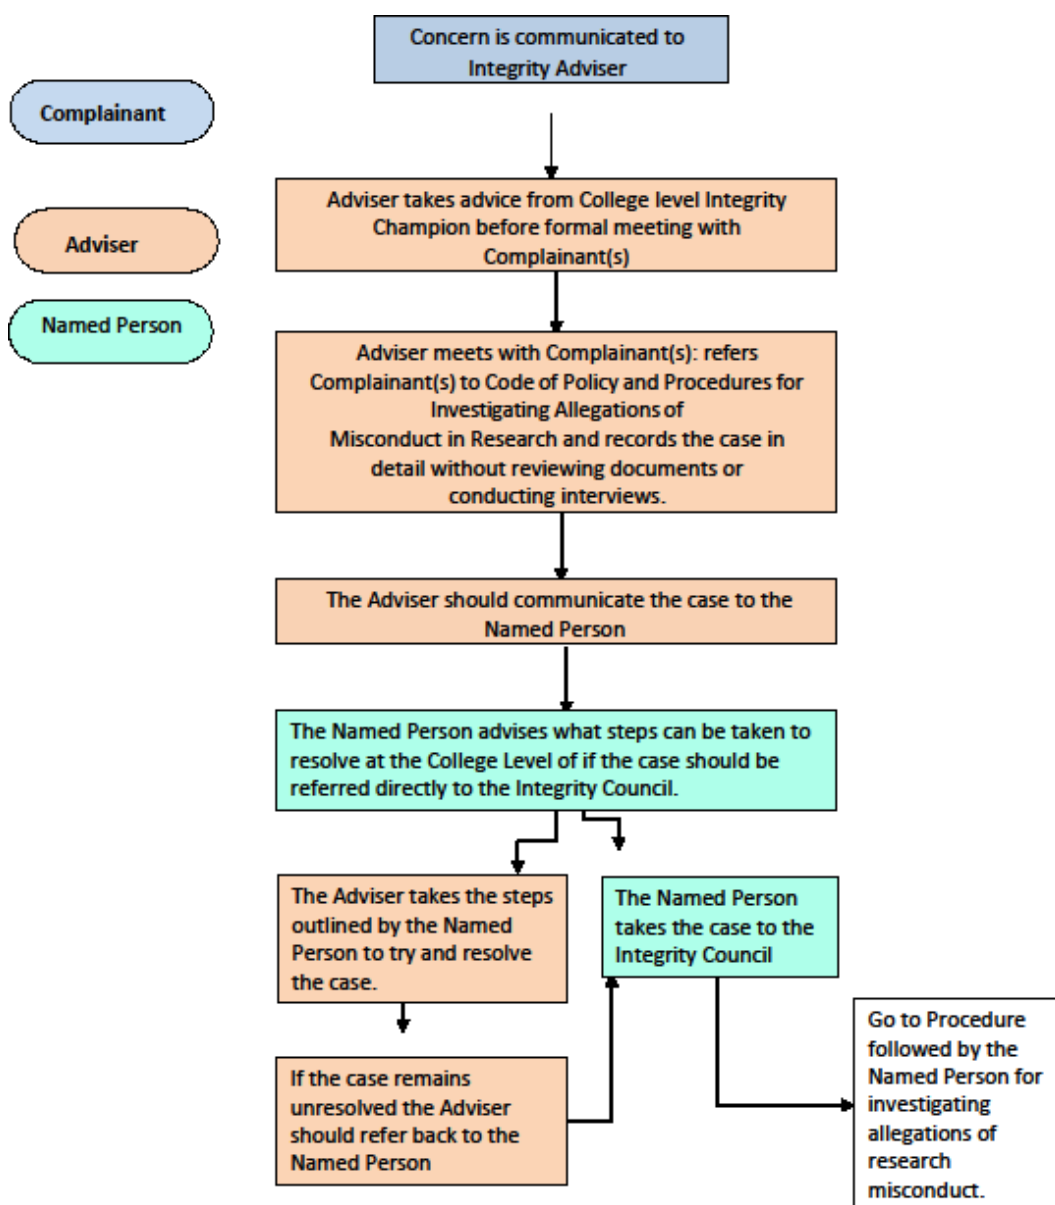 Concern is communicated to
Integrity Adviser
Complainant
Adviser takes advice from College level Integrity
Champion before formal meeting with
Complainant(s)
Adviser
Named Person
Adviser meets with Complainant(s): refers
Complainant(s) to Code of Policy and Procedures for
Investigating Allegations of
Misconduct in Research and records the case in
detail without reviewing documents or
conducting interviews.
The Adviser should communicate the case to the
Named Person
The Named Person advises what steps can be taken to
resolve at the College Level of if the case should be
referred directly to the Integrity Council.
The Adviser takes the steps
outlined by the Named
Person to try and resolve
the case.
The Named Person
takes the case to the
Integrity Council
If the case remains
unresolved the Adviser
should refer back to the
Named Person
Go to Procedure
followed by the
Named Person for
investigating
allegations of
research
misconduct.